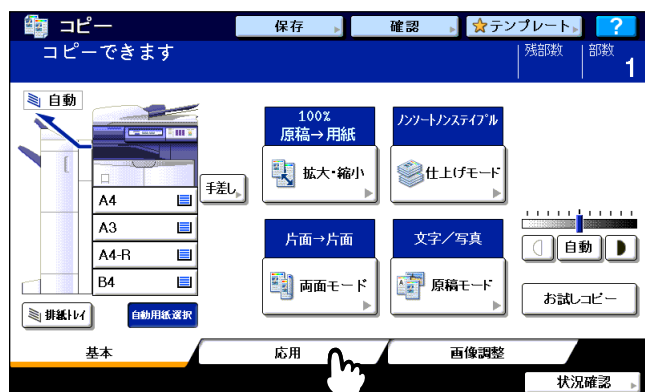 コピー
保存
確認
テンプレート
?
コピーできます
残部数
部数
1
自動
100%
原稿→用紙
拡大・縮小
ノンソートノンステイプル
仕上げモード
手差し
A4
A3
A4-R
B4
片面→片面
両面モード
文字/写真
原稿モード
自動
お試しコピー
排紙トレイ
自動用紙選択
基本
応用
画像調整
状況確認